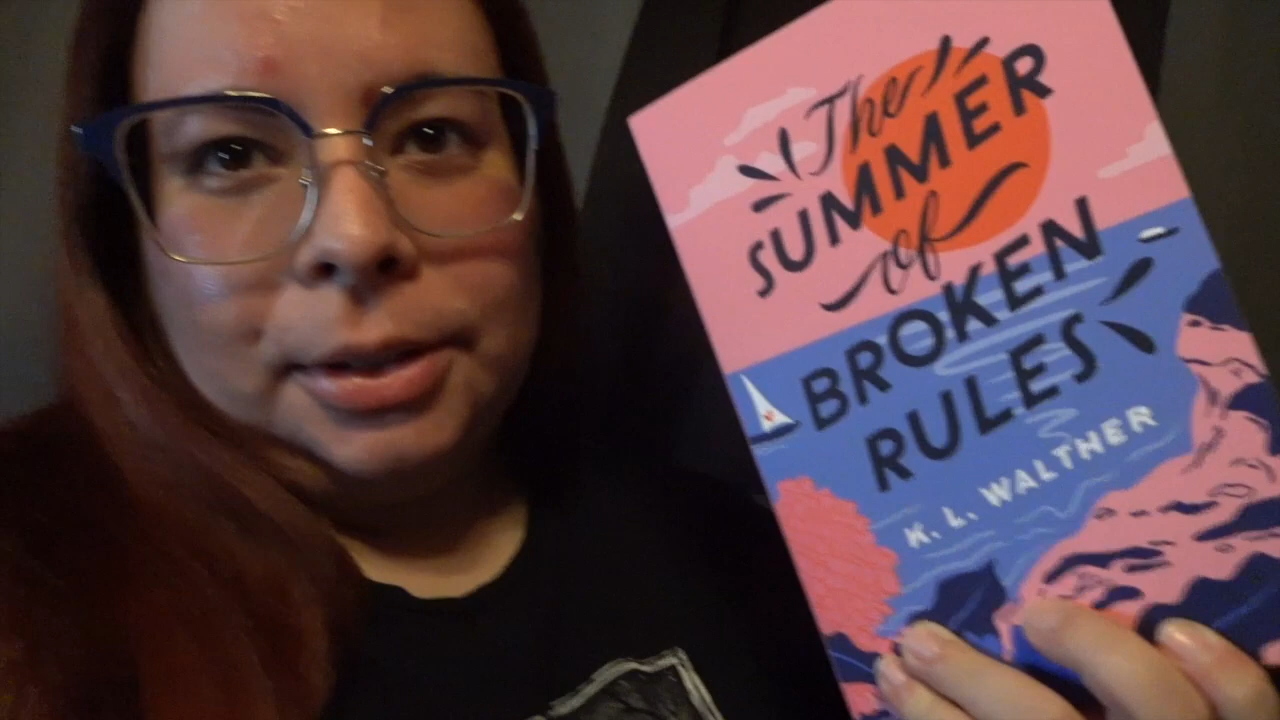 The
SUMMER
of
BROKEN
RULES
K. L. WALTHER